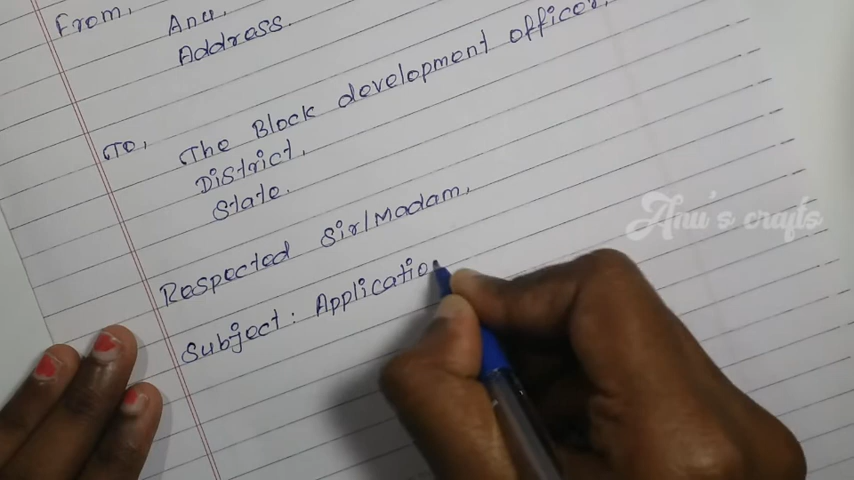 From,
Anu,
Address.
To,
The Block development officer,
District,
State.
Respected Sir/Madam,
Subject: Applicatio
Anu's crafts